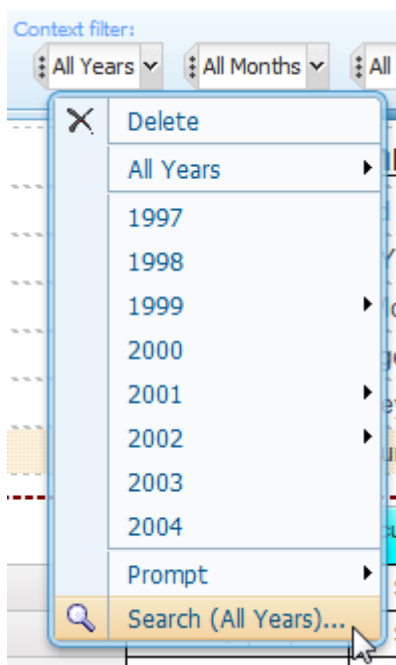 Context filter:
All Years All Months All
Delete
All Years
1997
1998
1999
2000
2001
2002
2003
2004
Prompt
Search (All Years)...